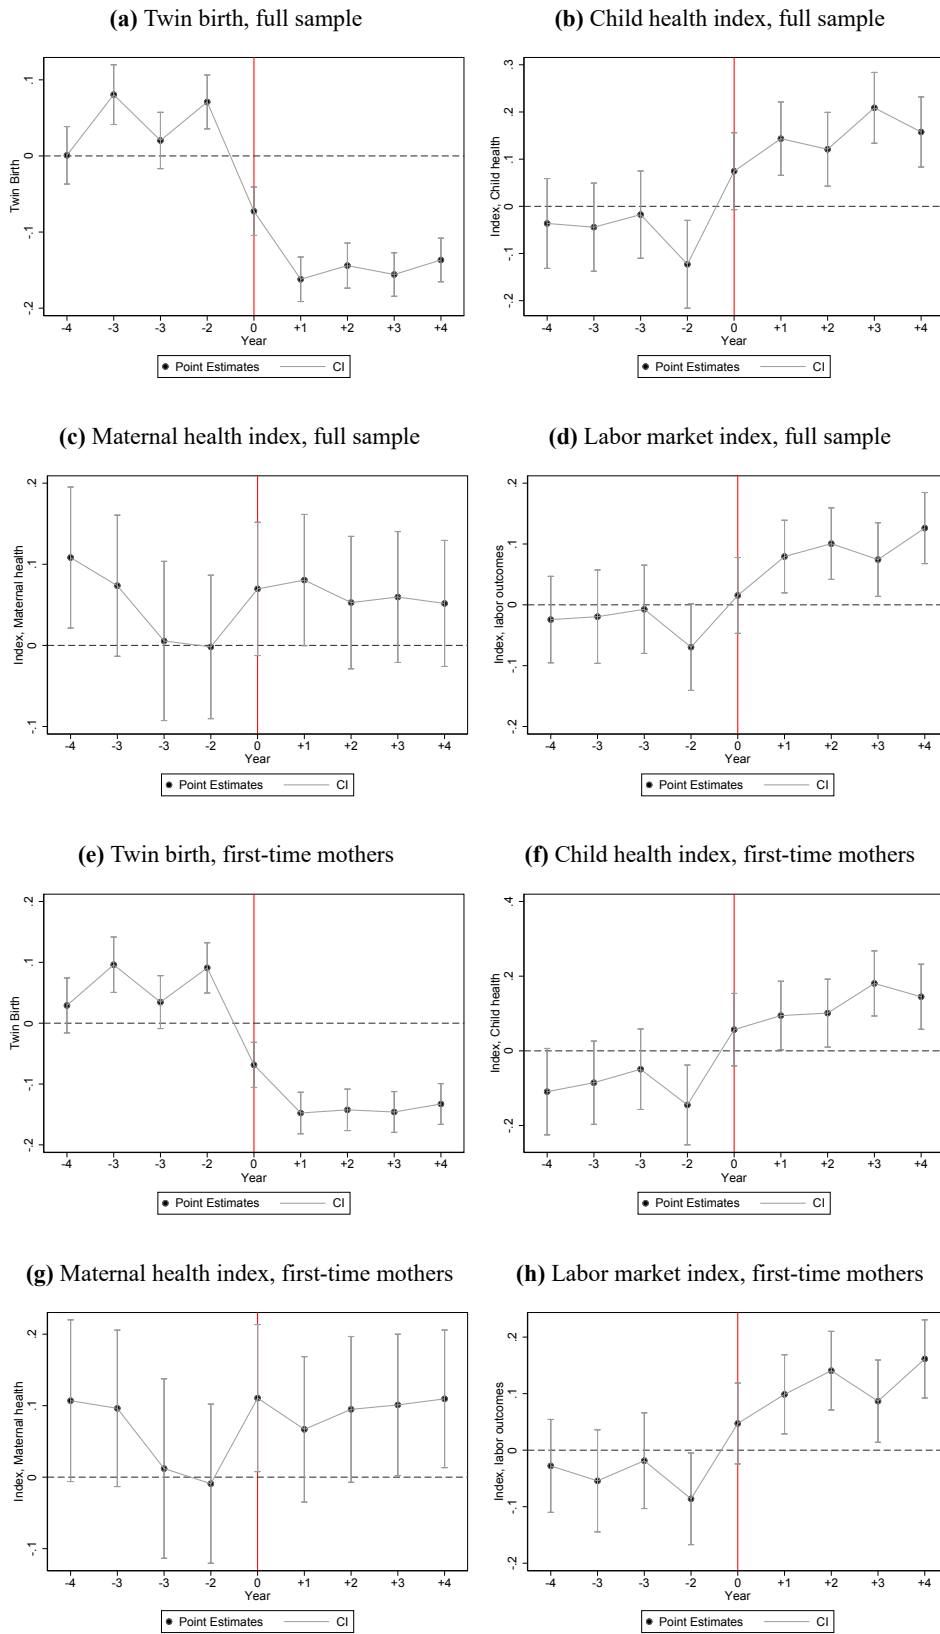 (a) Twin birth, full sample
(b) Child health index, full sample
Twin Birth
.1
0
-.1
-.2
-4 -3 -3 -2 0 +1 +2 +3 +4
Year
Point Estimates CI
Index, Child health
.3
.2
.1
0
-.1
-.2
-4 -3 -3 -2 0 +1 +2 +3 +4
Year
Point Estimates CI
(c) Maternal health index, full sample
(d) Labor market index, full sample
Index, Maternal health
.2
.1
0
-.1
-4 -3 -3 -2 0 +1 +2 +3 +4
Year
Point Estimates CI
Index, labor outcomes
.2
.1
0
-.1
-.2
-4 -3 -3 -2 0 +1 +2 +3 +4
Year
Point Estimates CI
(e) Twin birth, first-time mothers
(f) Child health index, first-time mothers
Twin Birth
.2
.1
0
-.1
-.2
-4 -3 -3 -2 0 +1 +2 +3 +4
Year
Point Estimates CI
Index, Child health
.4
.2
0
-.2
-4 -3 -3 -2 0 +1 +2 +3 +4
Year
Point Estimates CI
(g) Maternal health index, first-time mothers
(h) Labor market index, first-time mothers
Index, Maternal health
.2
.1
0
-.1
-4 -3 -3 -2 0 +1 +2 +3 +4
Year
Point Estimates CI
Index, labor outcomes
.2
.1
0
-.1
-.2
-4 -3 -3 -2 0 +1 +2 +3 +4
Year
Point Estimates CI